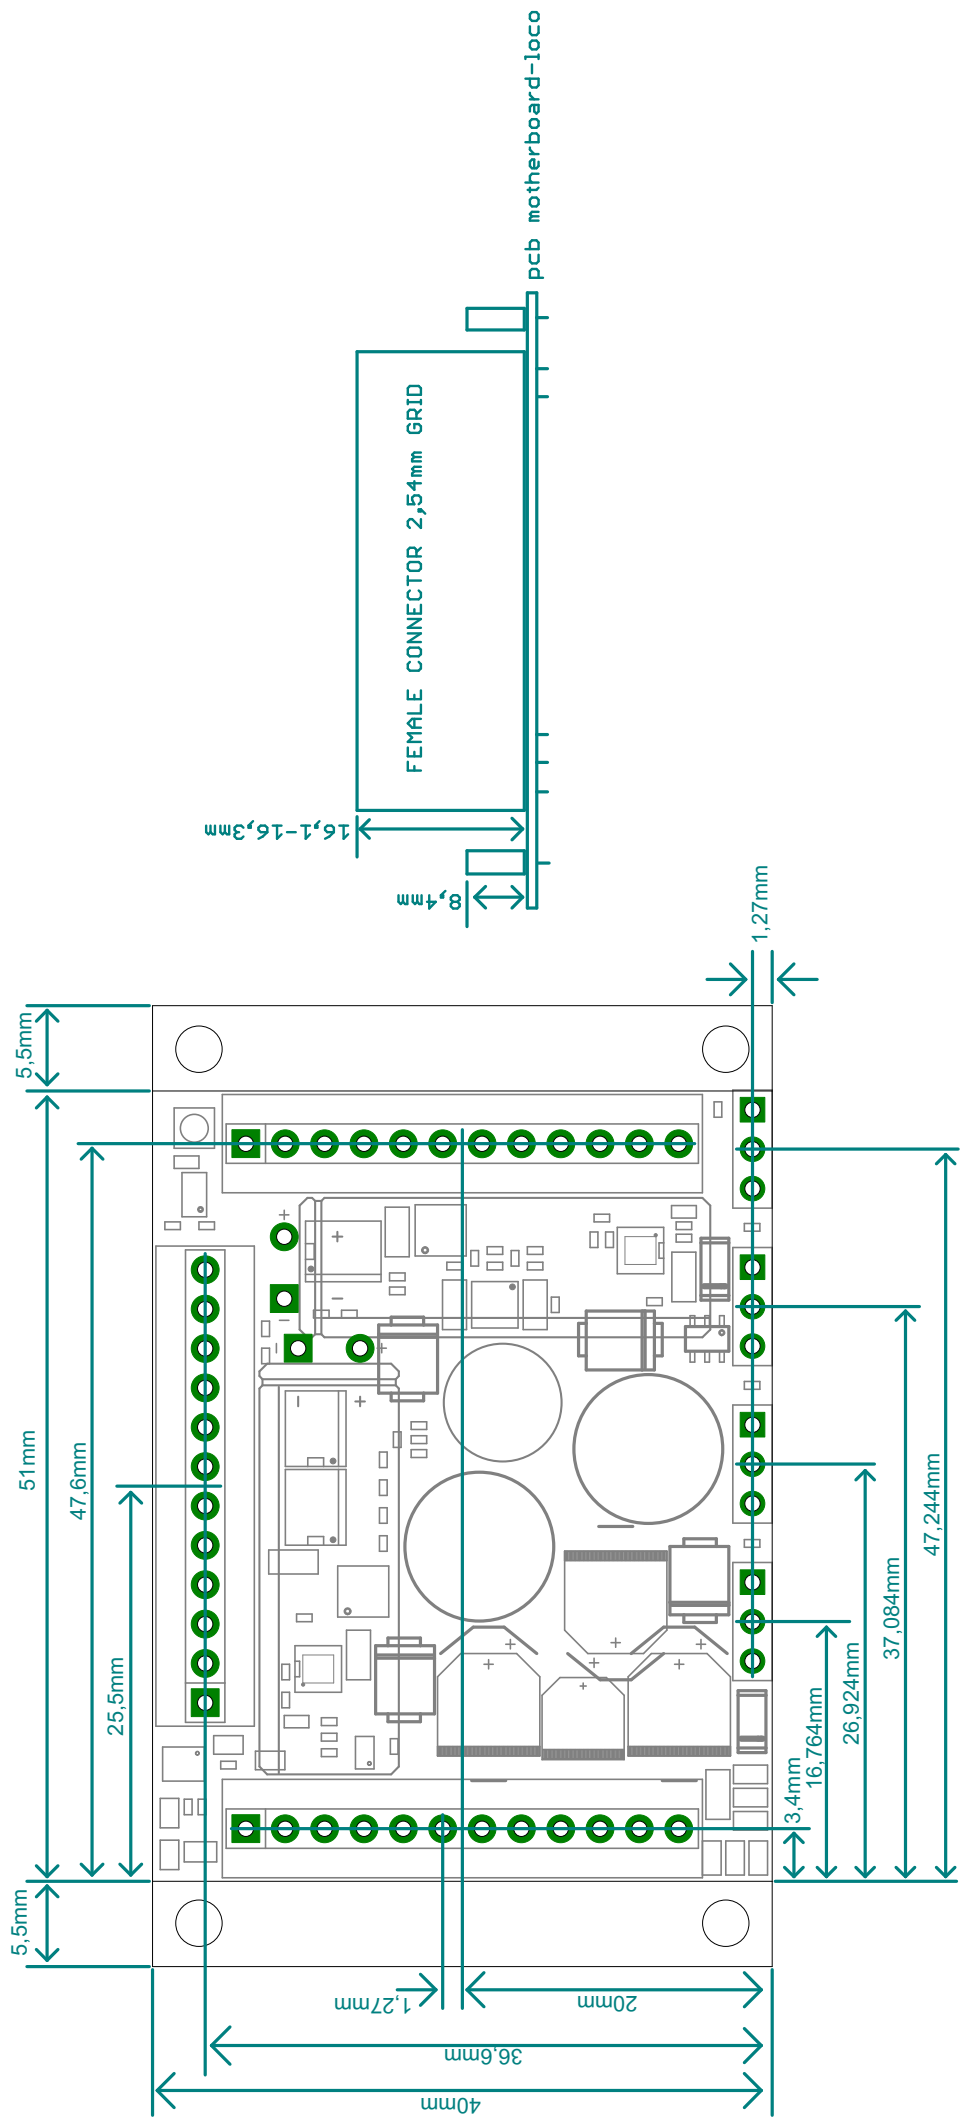 pcb motherboard-loco
FEMALE CONNECTOR 2,54mm GRID
16,1-16,3mm
8,4mm
1,27mm
5,5mm
51mm
47,6mm
25,5mm
47,244mm
37,084mm
26,924mm
16,764mm
3,4mm
5,5mm
1,27mm
20mm
36,6mm
40mm